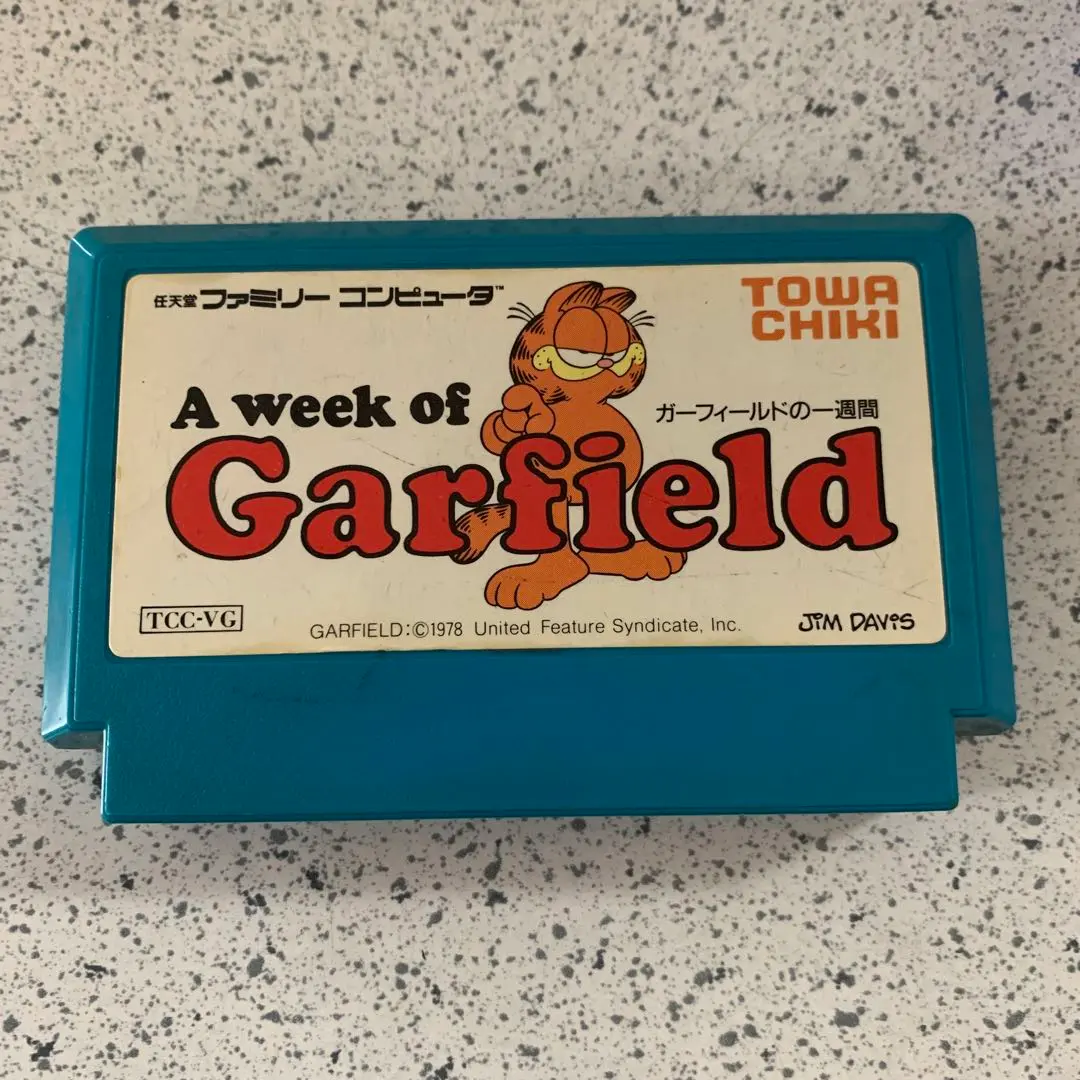 任天堂 ファミリー コンピュータ™
TOWA
CHIKI
A week of
ガーフィールドの一週間
Garfield
TCC-VG
GARFIELD:©1978 United Feature Syndicate, Inc.
JIM DAVIS